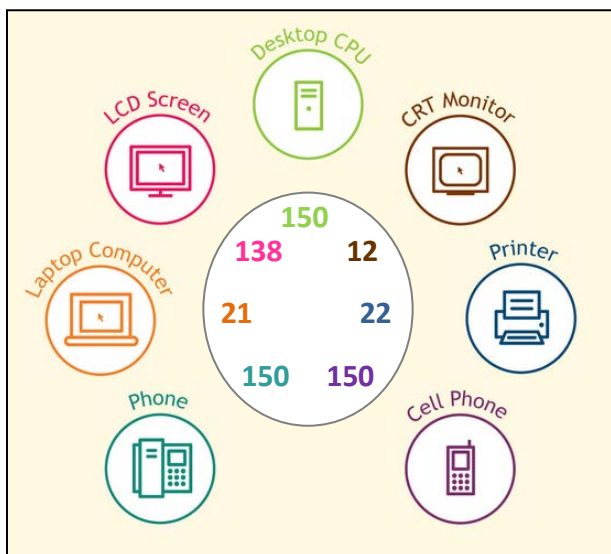 Desktop CPU
LCD Screen
CRT Monitor
150
138
12
Laptop Computer
Printer
21
22
150
150
Phone
Cell Phone